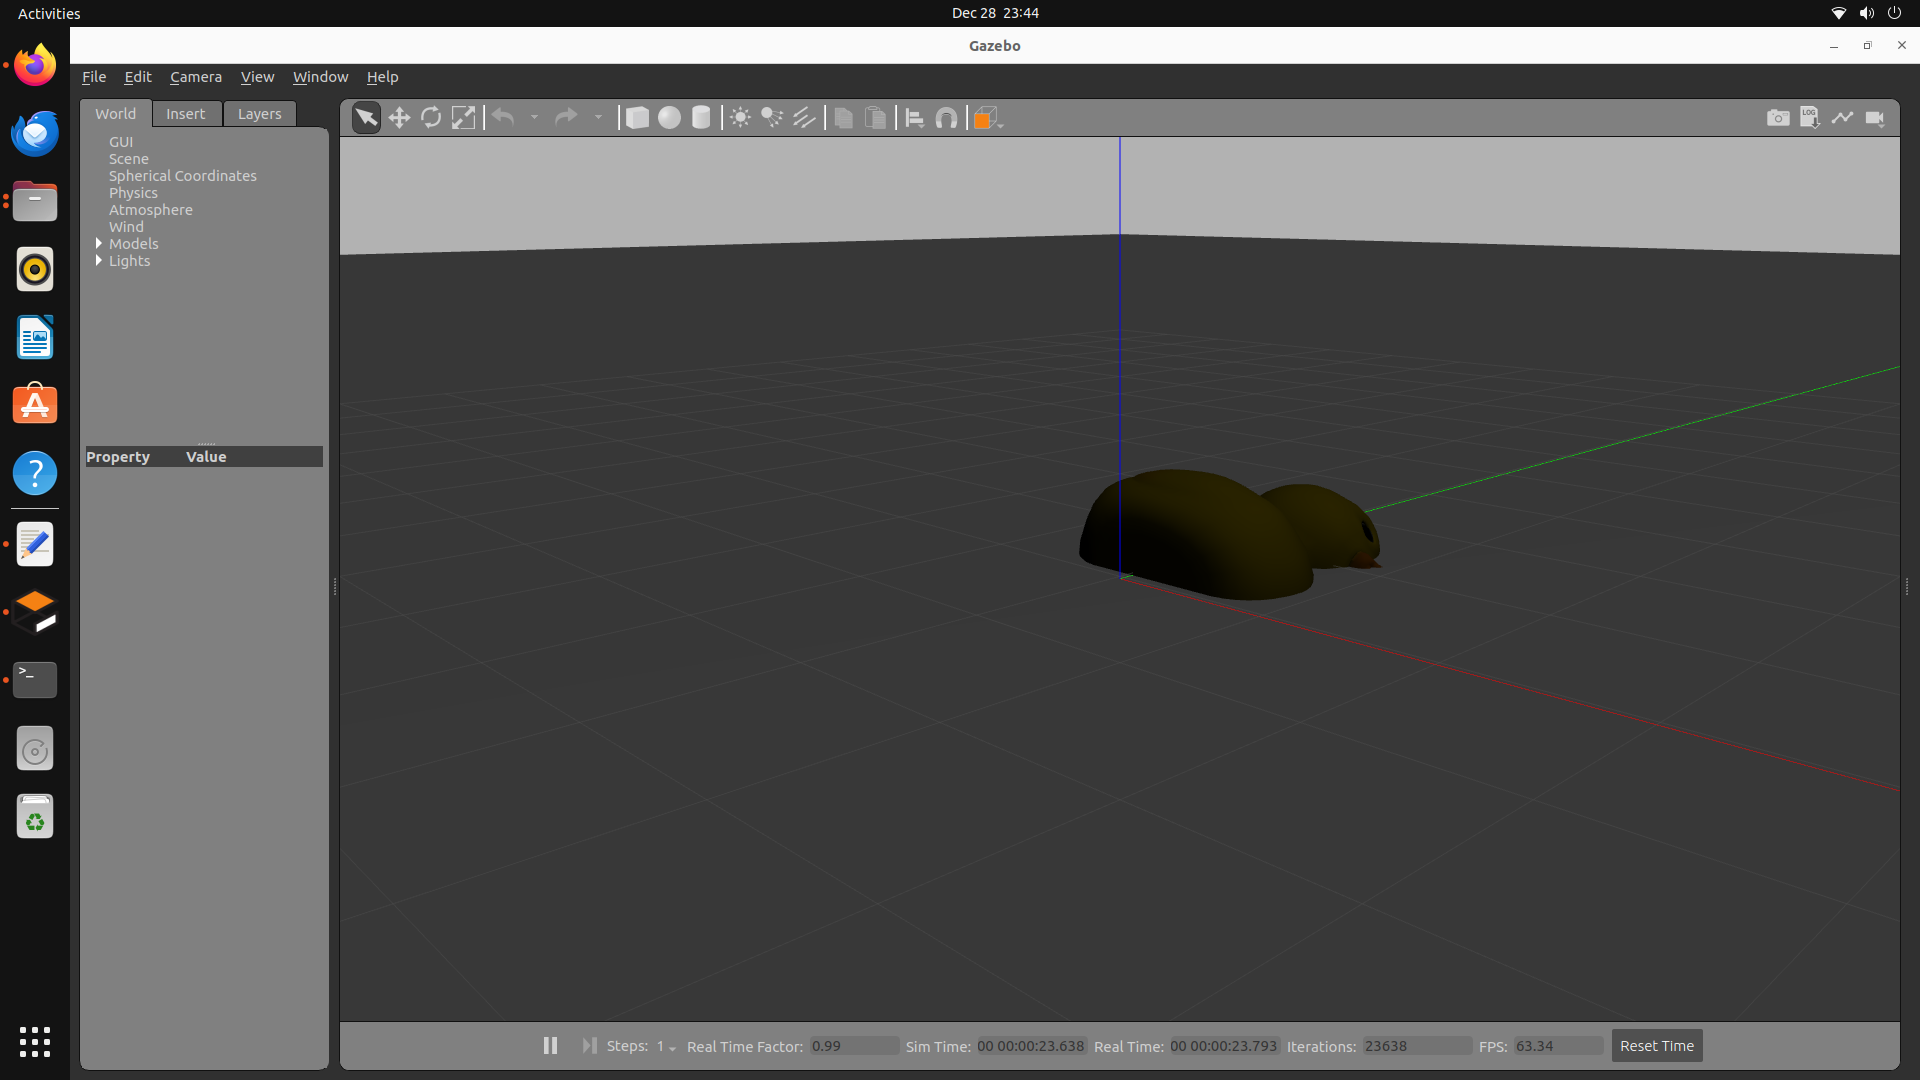 Activities
Dec 28 23:44
Gazebo
File Edit Camera View Window Help
World Insert Layers
GUI
Scene
Spherical Coordinates
Physics
Atmosphere
Wind
Models
Lights
Property Value
LOG
Steps: 1 Real Time Factor: 0.99 Sim Time: 00 00:00:23.638 Real Time: 00 00:00:23.793 Iterations: 23638 FPS: 63.34 Reset Time